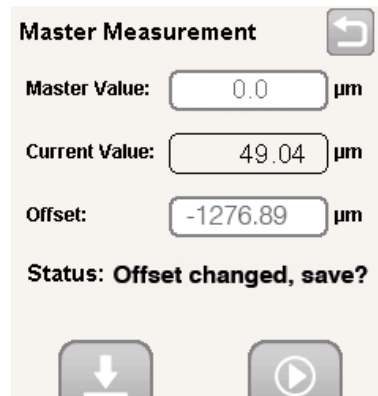 Master Measurement
Master Value: 0.0 µm
Current Value: 49.04 µm
Offset: -1276.89 µm
Status: Offset changed, save?